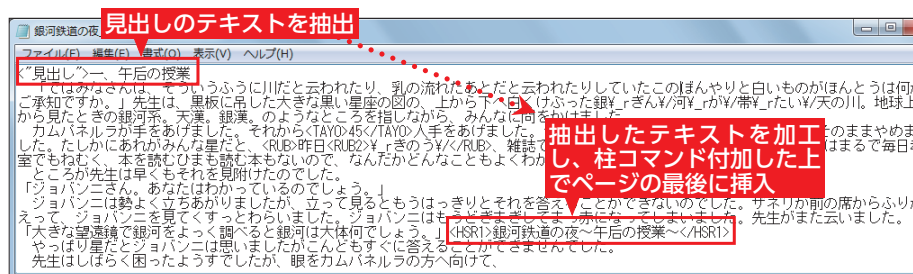 見出しのテキストを抽出
銀河鉄道の夜
ファイル(F) 編集(E) 書式(O) 表示(V) ヘルプ(H)
<"見出し">一、午后の授業
「ではみなさんは、そういうふうに川だと云われたり、乳の流れたあとだと云われたりしていたこのぼんやりと白いものがほんとうは何か
ご承知ですか。」先生は、黒板に吊した大きな黒い星座の図の、上から下へ白くけぶった銀¥_rぎん¥/河¥_rが¥/帯¥_rたい¥/天の川。地球上
から見たときの銀河系。天漢。銀漢。のようなところを指しながら、みんなに問をかけました。
カムパネルラが手をあげました。それから<TAYO>45</TAYO>人手をあげました。
そのままやめま
した。たしかにあれがみんな星だと、<RUB>昨日<RUB2>¥_rきのう¥/</RUB>、雑誌で
はまるで毎日教
室でもねむく、本を読むひまも読む本もないので、なんだかどんなこともよくわか
抽出したテキストを加工
し、柱コマンド付加した上
でページの最後に挿入
ところが先生は早くもそれを見附けたのでした。
「ジョバンニさん。あなたはわかっているのでしょう。」
ジョバンニは勢よく立ちあがりましたが、立って見るともうはっきりとそれを答えることができないのでした。ザネリが前の席からふりか
えって、ジョバンニを見てくすっとわらいました。ジョバンニはもうどぎまぎしてまっ赤になってしまいました。先生がまた云いました。
「大きな望遠鏡で銀河をよっく調べると銀河は大体何でしょう。」<HSR1>銀河鉄道の夜～午后の授業～</HSR1>
やっぱり星だとジョバンニは思いましたがこんどもすぐに答えることができませんでした。
先生はしばらく困ったようすでしたが、眼をカムパネルラの方へ向けて、